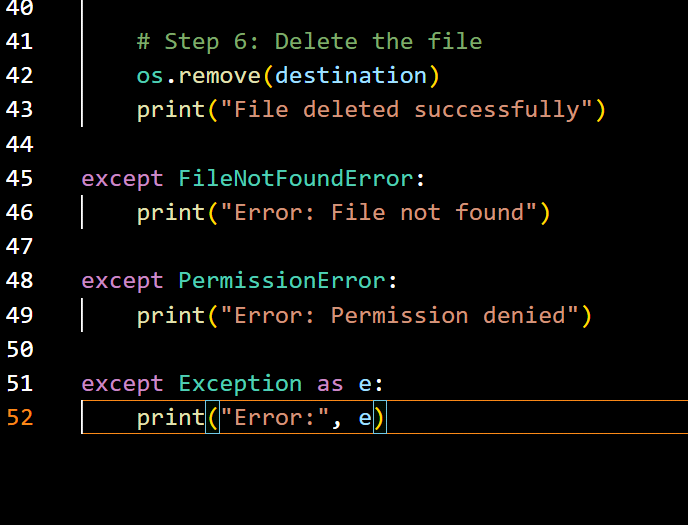 40
41 # Step 6: Delete the file
42 os.remove(destination)
43 print("File deleted successfully")
44
45 except FileNotFoundError:
46 print("Error: File not found")
47
48 except PermissionError:
49 print("Error: Permission denied")
50
51 except Exception as e:
52 print("Error:", e)